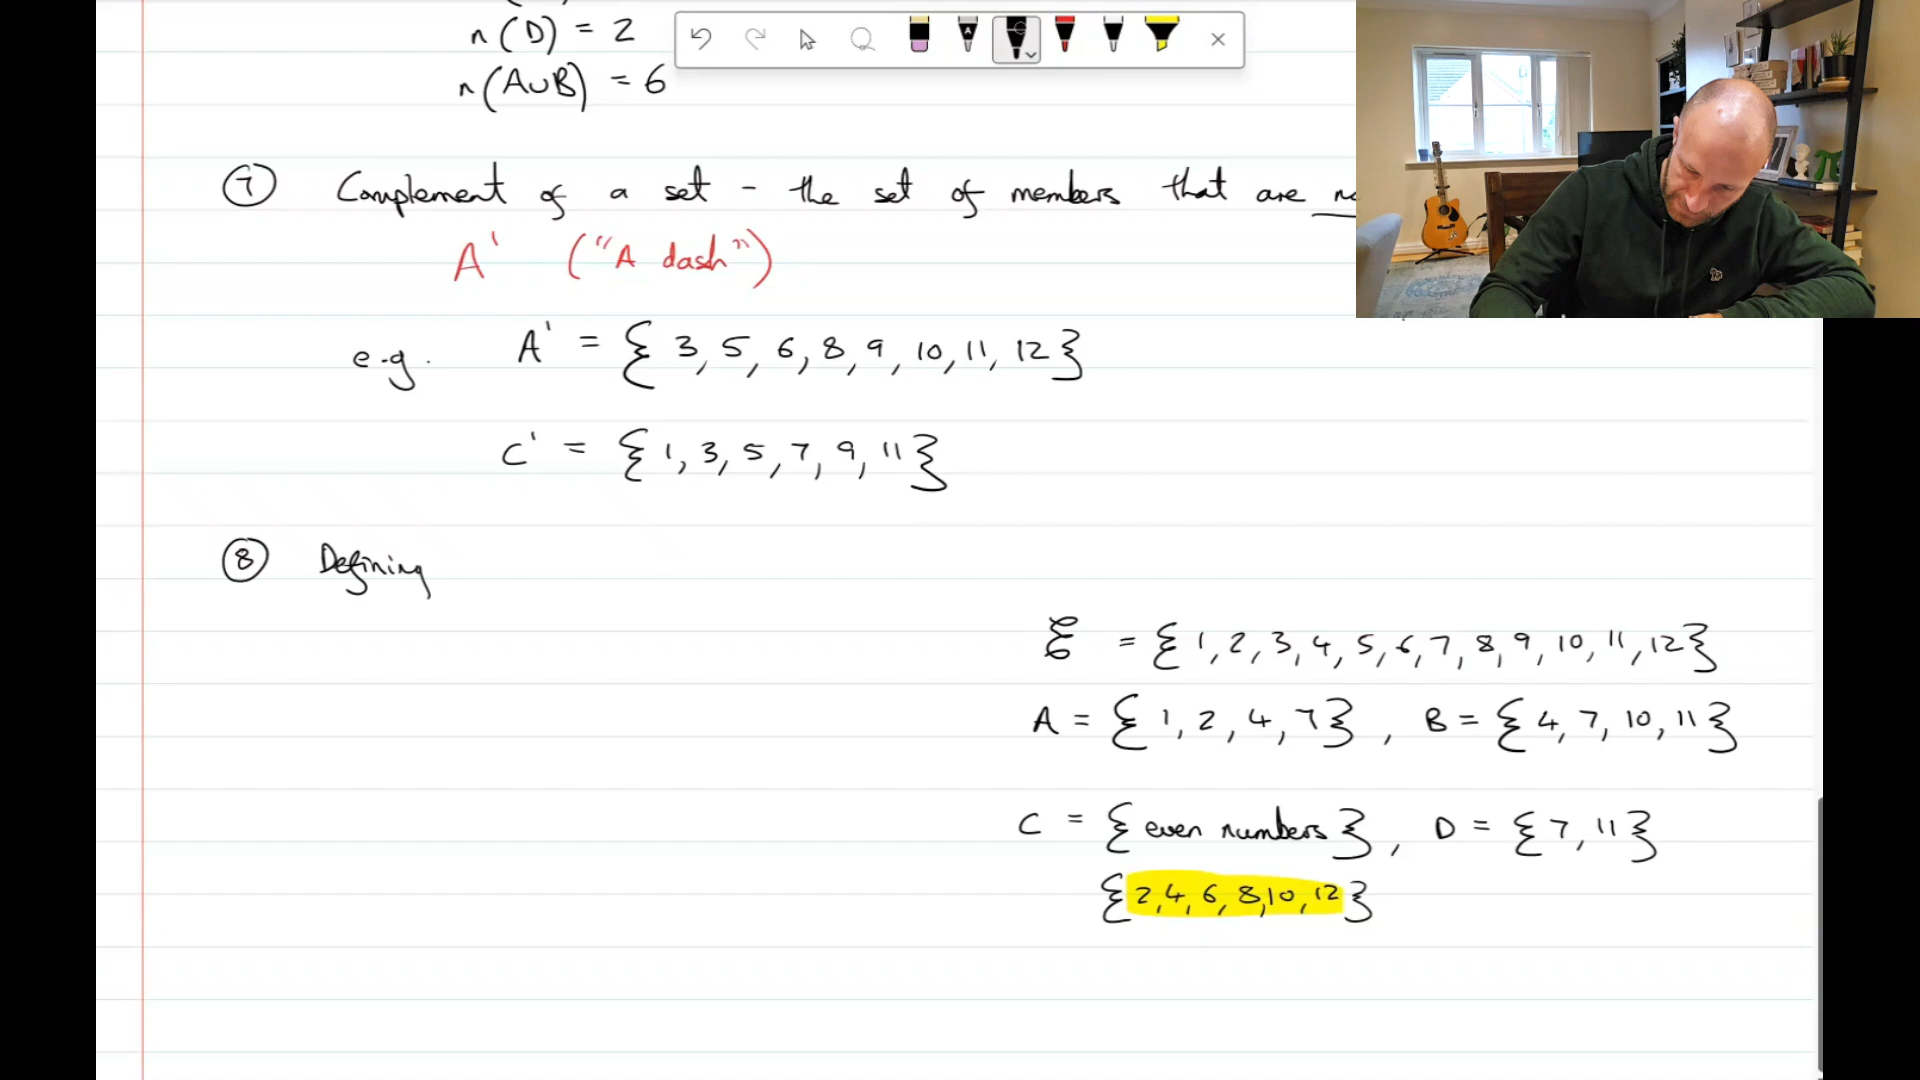 n(D) = 2
n(A∪B) = 6
⑦ Complement of a set - the set of members that are
A' ("A dash")
e.g. A' = {3, 5, 6, 8, 9, 10, 11, 12}
C' = {1, 3, 5, 7, 9, 11}
⑧ Defining
ξ = {1, 2, 3, 4, 5, 6, 7, 8, 9, 10, 11, 12}
A = {1, 2, 4, 7}, B = {4, 7, 10, 11}
C = {even numbers}, D = {7, 11}
{2, 4, 6, 8, 10, 12}